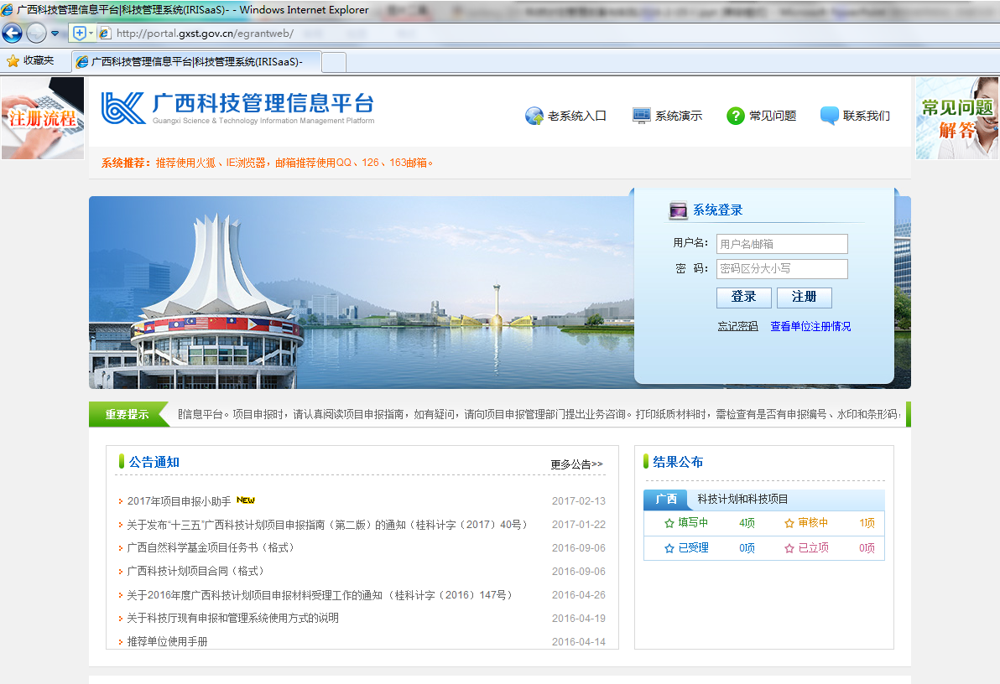 广西科技管理信息平台|科技管理系统(IRISaaS)- - Windows Internet Explorer
http://portal.gxst.gov.cn/egrantweb/
收藏夹
广西科技管理信息平台|科技管理系统(IRISaaS)-
注册流程
广西科技管理信息平台
Guangxi Science & Technology Information Management Platform
老系统入口 系统演示 常见问题 联系我们
常见问题
解答
系统推荐：推荐使用火狐、IE浏览器，邮箱推荐使用QQ、126、163邮箱。
系统登录
用户名： 用户名/邮箱
密 码： 密码区分大小写
登录 注册
忘记密码 查看单位注册情况
重要提示 信息平台。项目申报时，请认真阅读项目申报指南，如有疑问，请向项目申报管理部门提出业务咨询。打印纸质材料时，需检查有是否有申报编号、水印和条形码；
公告通知 更多公告>>
2017年项目申报小助手 NEW 2017-02-13
关于发布“十三五”广西科技计划项目申报指南（第二版）的通知（桂科计字（2017）40号） 2017-01-22
广西自然科学基金项目任务书（格式） 2016-09-06
广西科技计划项目合同（格式） 2016-09-06
关于2016年度广西科技计划项目申报材料受理工作的通知 （桂科计字（2016）147号） 2016-04-26
关于科技厅现有申报和管理系统使用方式的说明 2016-04-19
推荐单位使用手册 2016-04-14
结果公布
广西 科技计划和科技项目
填写中 4项 审核中 1项
已受理 0项 已立项 0项